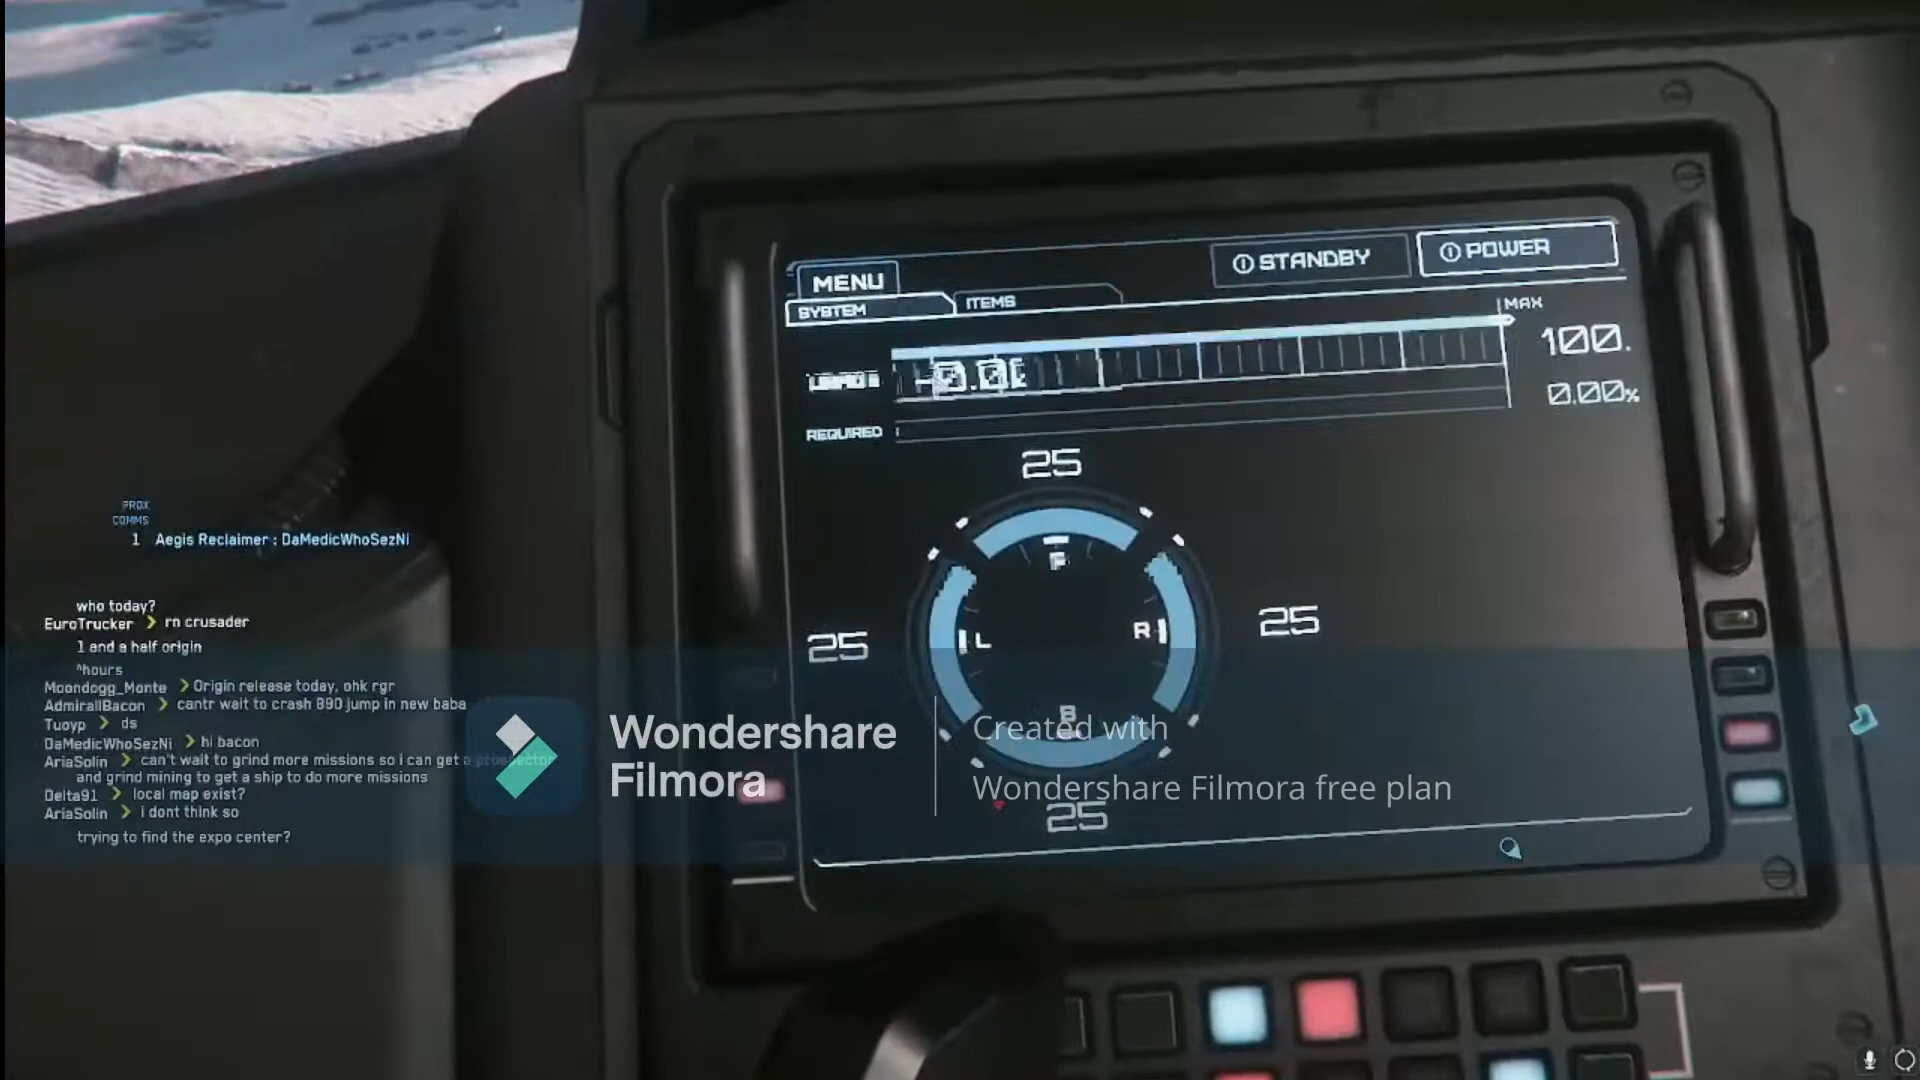 MENU
STANDBY
POWER
SYSTEM
ITEMS
MAX
100.
0.00%
REQUIRED
25
F
25
L
R
25
B
25
PROX
COMMS
1 Aegis Reclaimer : DaMedicWhoSezNi
who today?
EuroTrucker > rn crusader
1 and a half origin
^hours
Moondogg_Monte > Origin release today, ohk rgr
AdmirallBacon > cantr wait to crash 890 jump in new baba
Tuoyp > ds
DaMedicWhoSezNi > hi bacon
AriaSolin > can't wait to grind more missions so i can get a prospector
and grind mining to get a ship to do more missions
Delta91 > local map exist?
AriaSolin > i dont think so
trying to find the expo center?
Wondershare
Filmora
Created with
Wondershare Filmora free plan